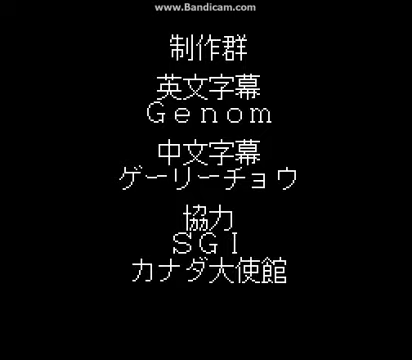 www.Bandicam.com
制作群
英文字幕
Ｇｅｎｏｍ
中文字幕
ゲーリーチョウ
協力
ＳＧＩ
カナダ大使館